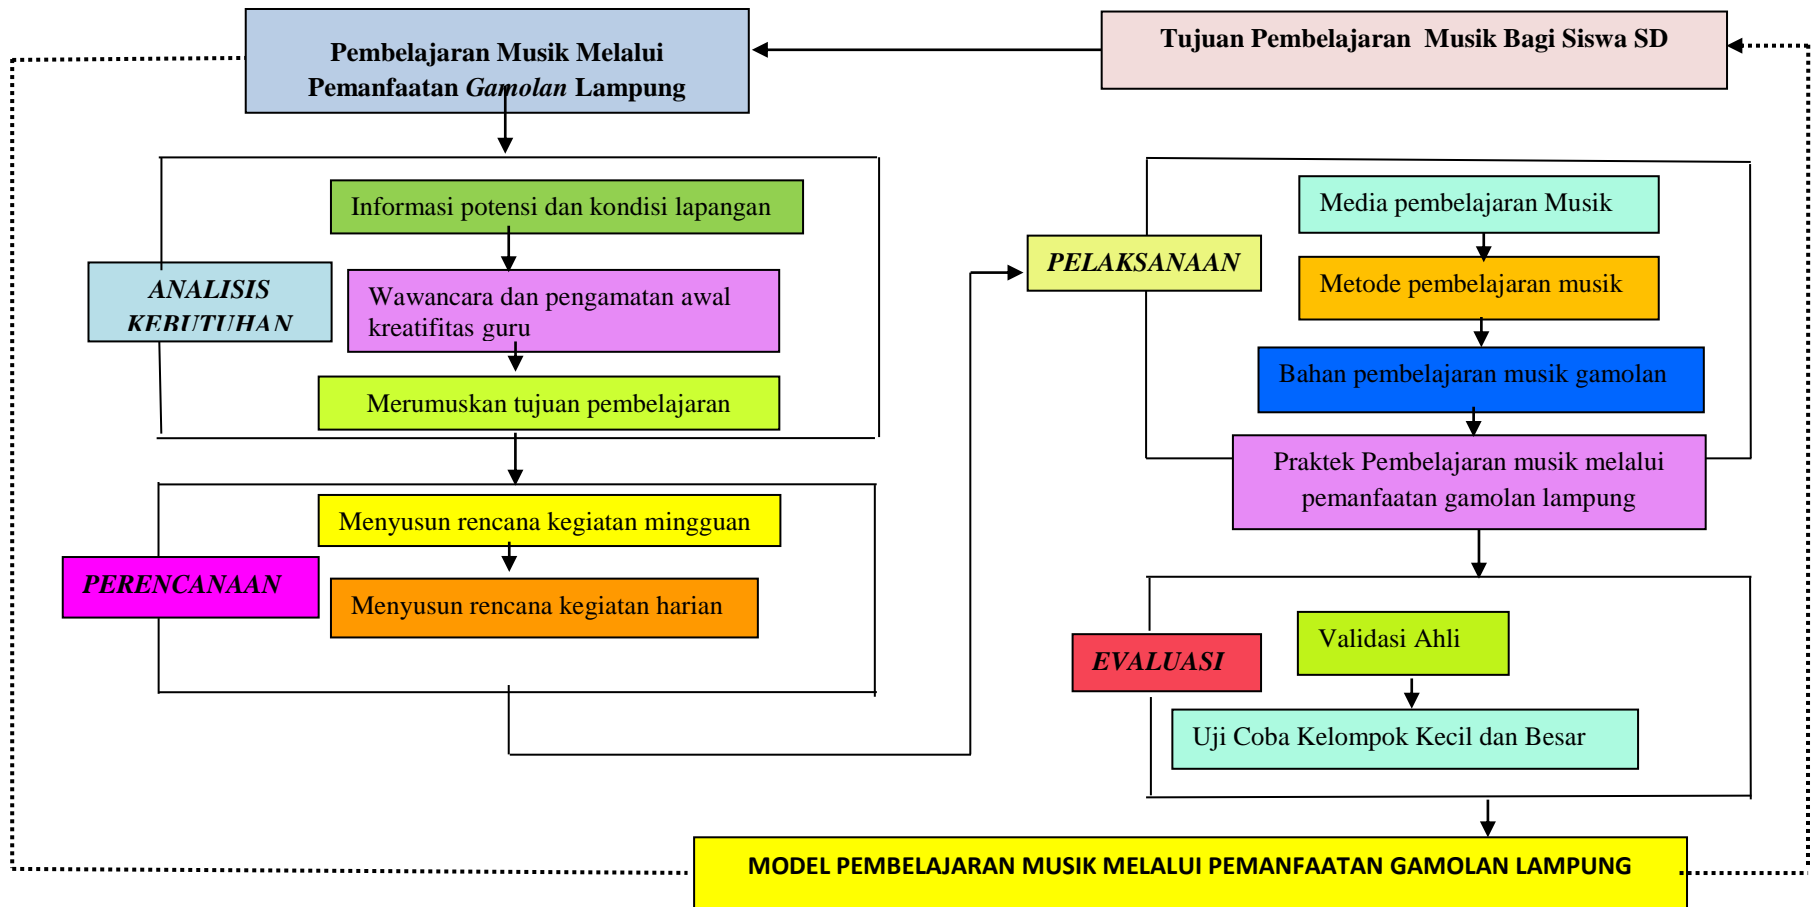 Pembelajaran Musik Melalui
Pemanfaatan Gamolan Lampung
Tujuan Pembelajaran Musik Bagi Siswa SD
ANALISIS
KEBUTUHAN
Informasi potensi dan kondisi lapangan
Wawancara dan pengamatan awal
kreatifitas guru
Merumuskan tujuan pembelajaran
PERENCANAAN
Menyusun rencana kegiatan mingguan
Menyusun rencana kegiatan harian
PELAKSANAAN
Media pembelajaran Musik
Metode pembelajaran musik
Bahan pembelajaran musik gamolan
Praktek Pembelajaran musik melalui
pemanfaatan gamolan lampung
EVALUASI
Validasi Ahli
Uji Coba Kelompok Kecil dan Besar
MODEL PEMBELAJARAN MUSIK MELALUI PEMANFAATAN GAMOLAN LAMPUNG